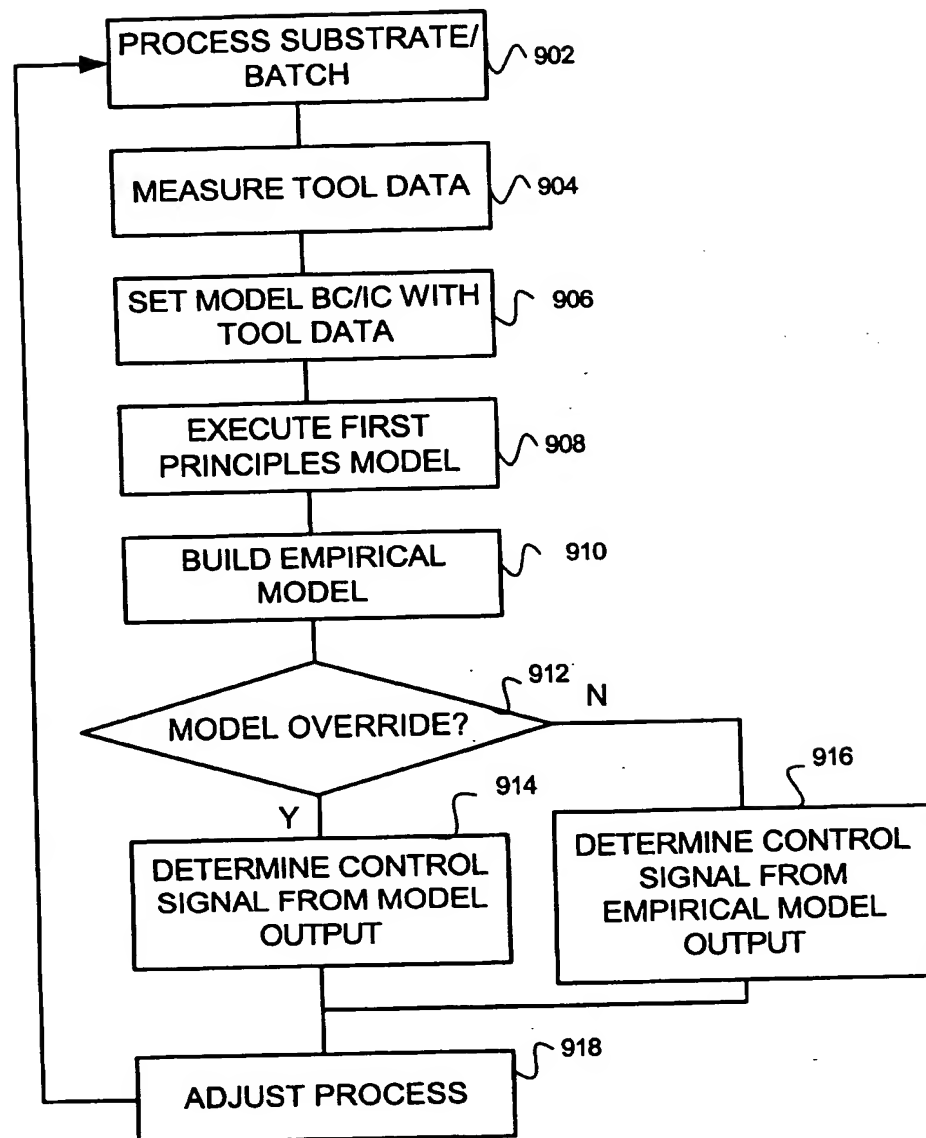 PROCESS SUBSTRATE/
BATCH
902
MEASURE TOOL DATA
904
SET MODEL BC/IC WITH
TOOL DATA
906
EXECUTE FIRST
PRINCIPLES MODEL
908
BUILD EMPIRICAL
MODEL
910
MODEL OVERRIDE?
912
N
Y
914
DETERMINE CONTROL
SIGNAL FROM MODEL
OUTPUT
916
DETERMINE CONTROL
SIGNAL FROM
EMPIRICAL MODEL
OUTPUT
ADJUST PROCESS
918